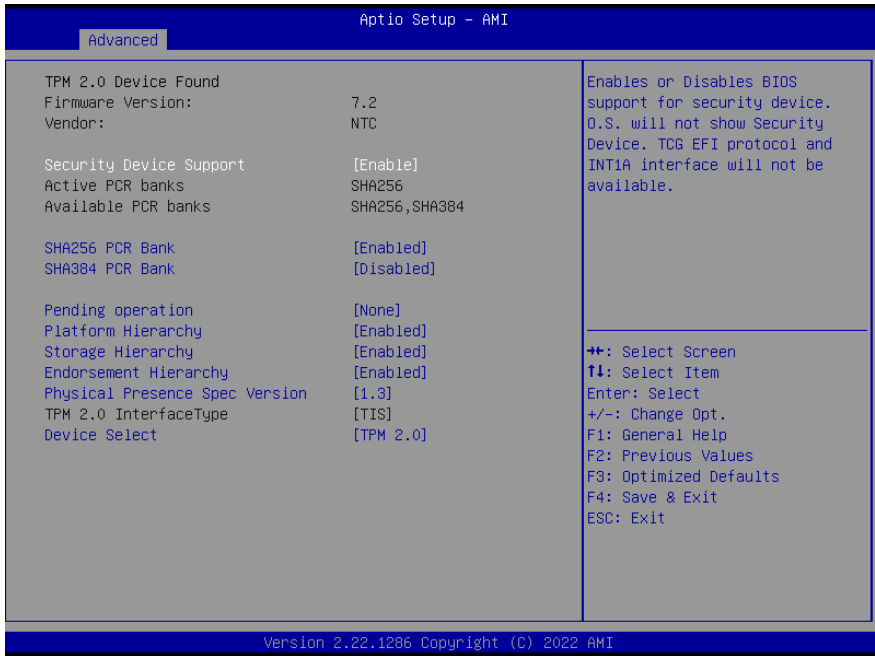 Aptio Setup – AMI
Advanced
TPM 2.0 Device Found
Firmware Version: 7.2
Vendor: NTC
Security Device Support [Enable]
Active PCR banks SHA256
Available PCR banks SHA256,SHA384
SHA256 PCR Bank [Enabled]
SHA384 PCR Bank [Disabled]
Pending operation [None]
Platform Hierarchy [Enabled]
Storage Hierarchy [Enabled]
Endorsement Hierarchy [Enabled]
Physical Presence Spec Version [1.3]
TPM 2.0 InterfaceType [TIS]
Device Select [TPM 2.0]
Enables or Disables BIOS
support for security device.
O.S. will not show Security
Device. TCG EFI protocol and
INT1A interface will not be
available.
→←: Select Screen
↑↓: Select Item
Enter: Select
+/-: Change Opt.
F1: General Help
F2: Previous Values
F3: Optimized Defaults
F4: Save & Exit
ESC: Exit
Version 2.22.1286 Copyright (C) 2022 AMI